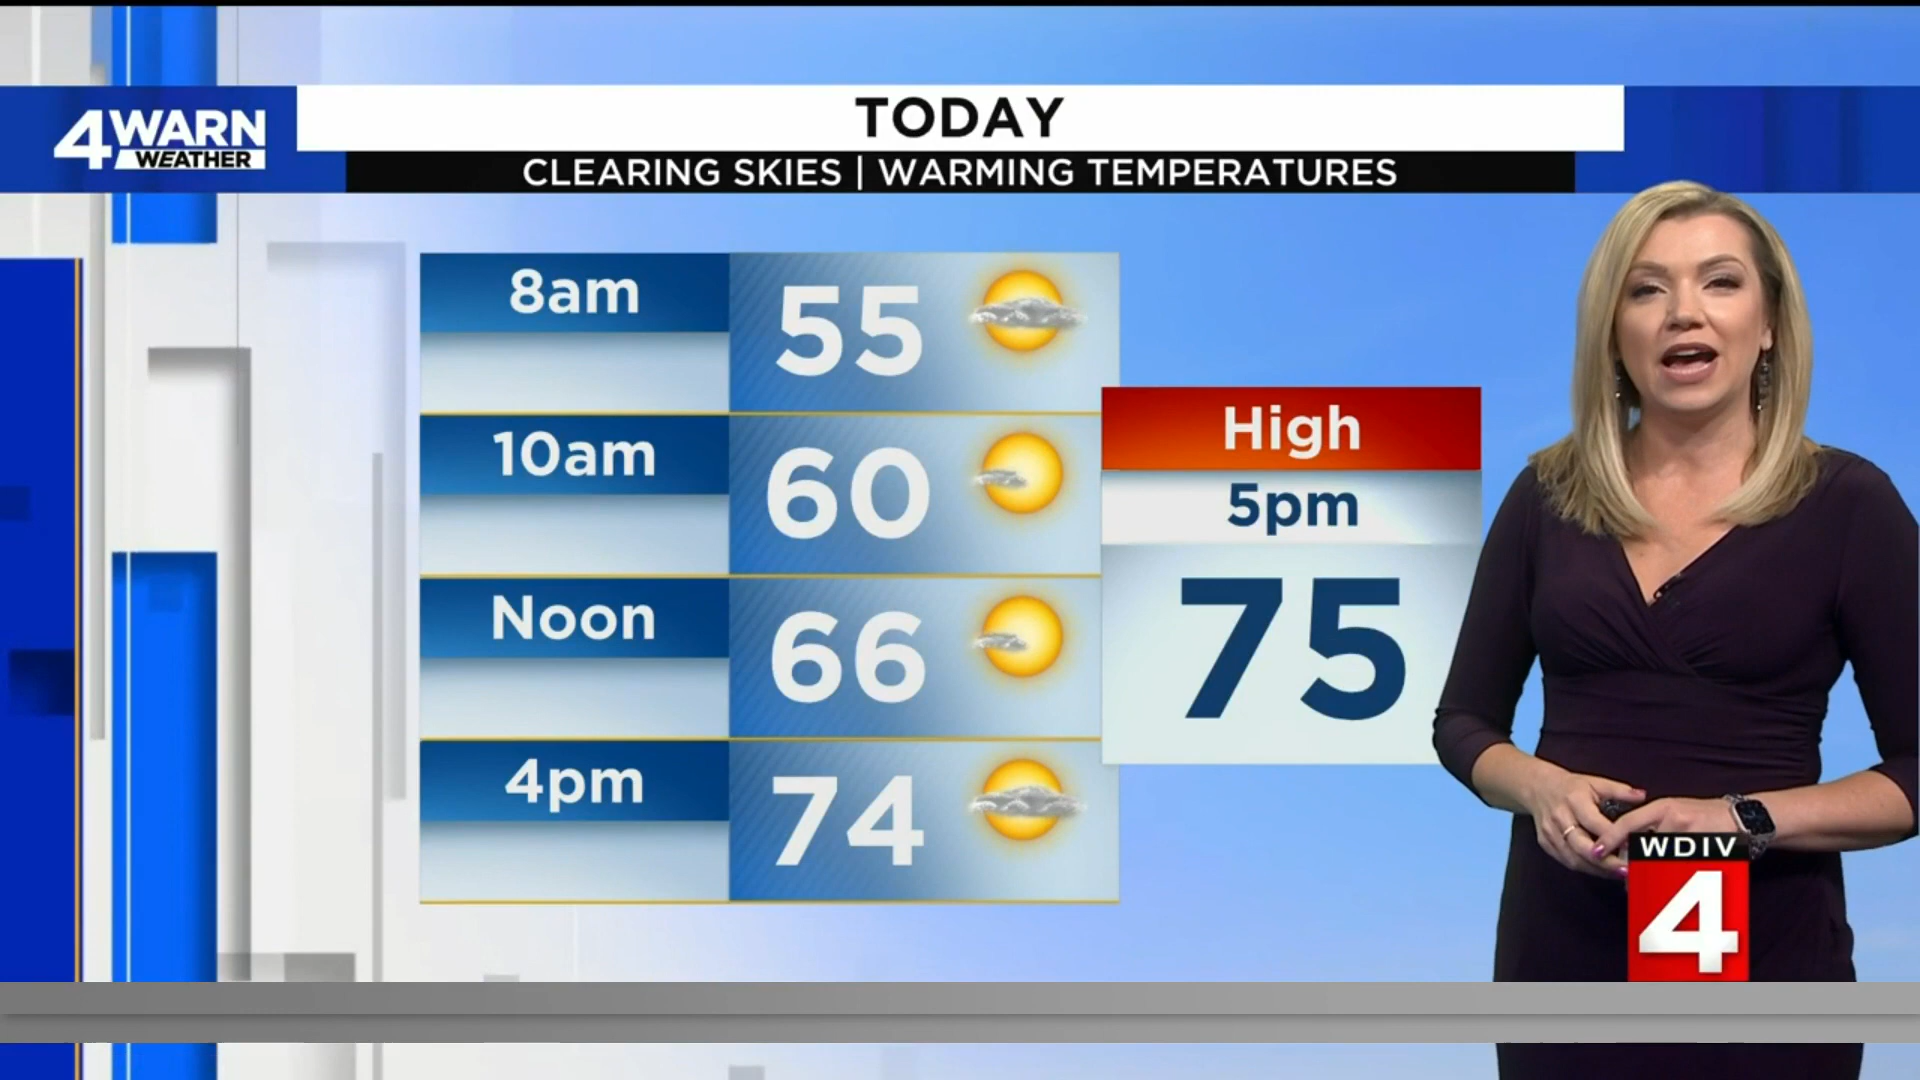 4WARN
WEATHER
TODAY
CLEARING SKIES | WARMING TEMPERATURES
8am
55
10am
60
Noon
66
4pm
74
High
5pm
75
WDIV
4